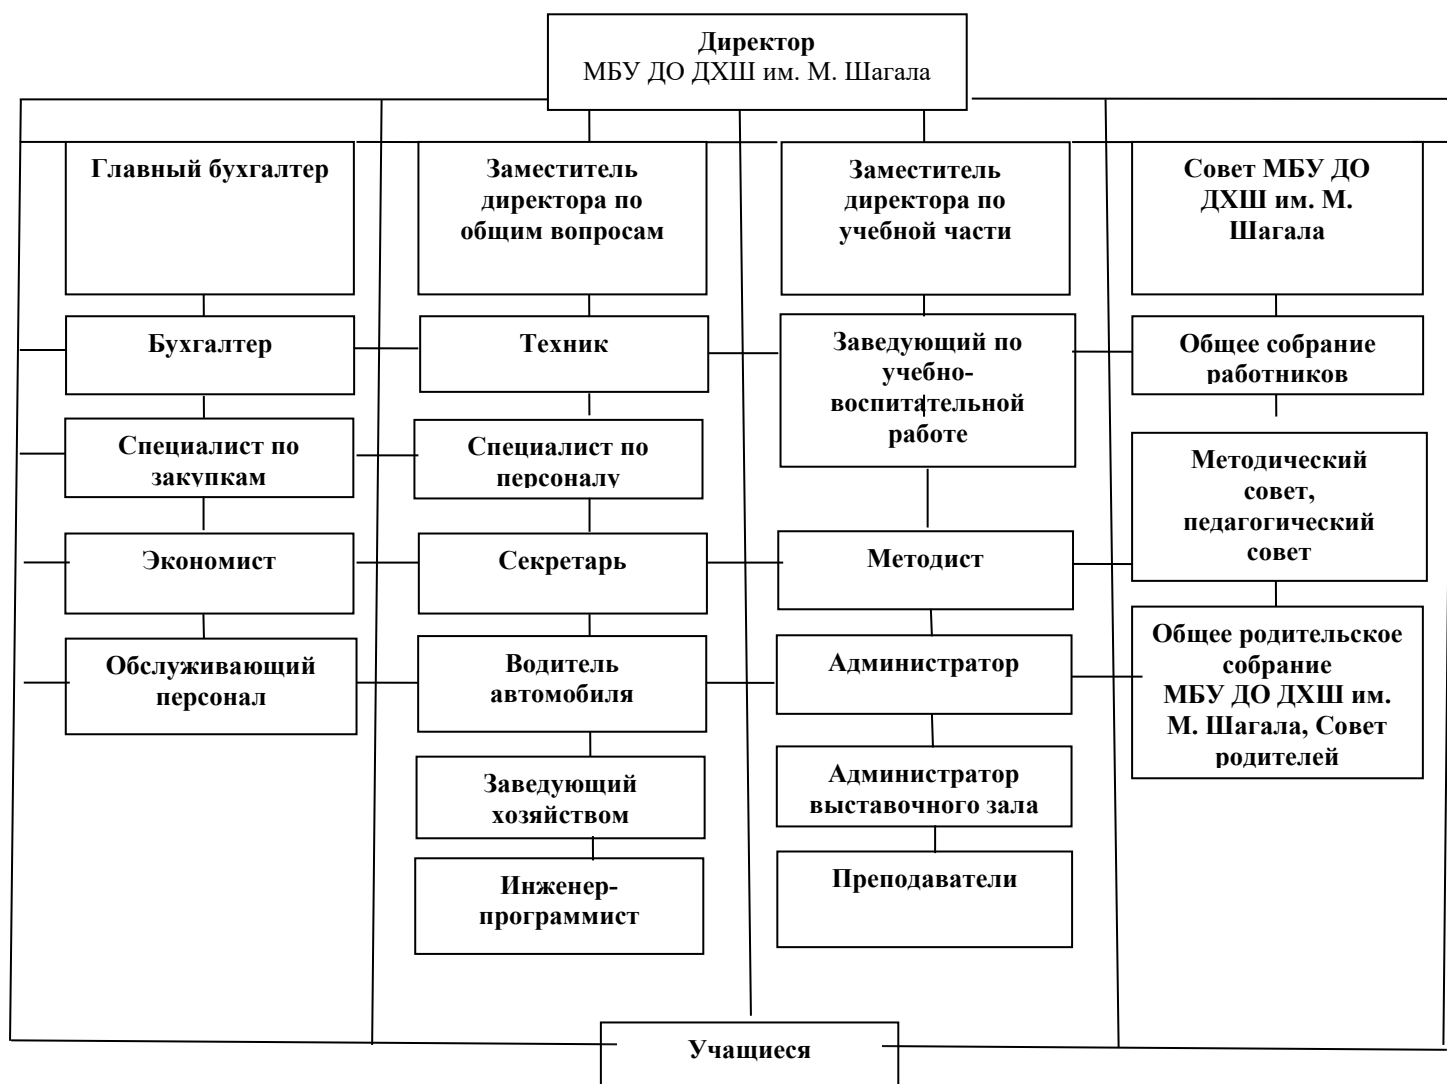 Директор
МБУ ДО ДХШ им. М. Шагала
Главный бухгалтер
Заместитель
директора по
общим вопросам
Заместитель
директора по
учебной части
Совет МБУ ДО
ДХШ им. М.
Шагала
Бухгалтер
Техник
Заведующий по
учебно-
воспитательной
работе
Общее собрание
работников
Специалист по
закупкам
Специалист по
персоналу
Методический
совет,
педагогический
совет
Экономист
Секретарь
Методист
Обслуживающий
персонал
Водитель
автомобиля
Администратор
Общее родительское
собрание
МБУ ДО ДХШ им.
М. Шагала, Совет
родителей
Заведующий
хозяйством
Администратор
выставочного зала
Инженер-
программист
Преподаватели
Учащиеся